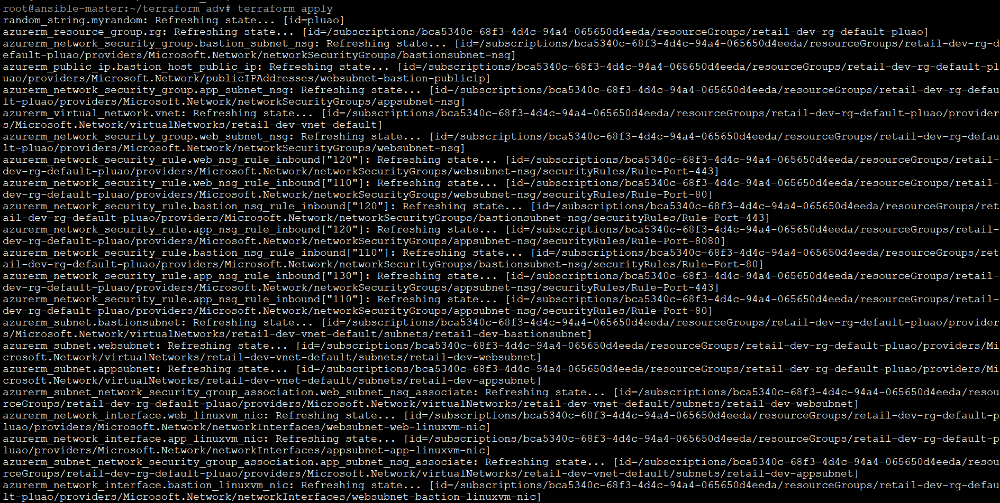 root@ansible-master:~/terraform_adv# terraform apply
random_string.myrandom: Refreshing state... [id=pluao]
azurerm_resource_group.rg: Refreshing state... [id=/subscriptions/bca5340c-68f3-4d4c-94a4-065650d4eeda/resourceGroups/retail-dev-rg-default-pluao]
azurerm_network_security_group.bastion_subnet_nsg: Refreshing state... [id=/subscriptions/bca5340c-68f3-4d4c-94a4-065650d4eeda/resourceGroups/retail-dev-rg-d
efault-pluao/providers/Microsoft.Network/networkSecurityGroups/bastionsubnet-nsg]
azurerm_public_ip.bastion_host_public_ip: Refreshing state... [id=/subscriptions/bca5340c-68f3-4d4c-94a4-065650d4eeda/resourceGroups/retail-dev-rg-default-pl
uao/providers/Microsoft.Network/publicIPAddresses/websubnet-bastion-publicip]
azurerm_network_security_group.app_subnet_nsg: Refreshing state... [id=/subscriptions/bca5340c-68f3-4d4c-94a4-065650d4eeda/resourceGroups/retail-dev-rg-defau
lt-pluao/providers/Microsoft.Network/networkSecurityGroups/appsubnet-nsg]
azurerm_virtual_network.vnet: Refreshing state... [id=/subscriptions/bca5340c-68f3-4d4c-94a4-065650d4eeda/resourceGroups/retail-dev-rg-default-pluao/provider
s/Microsoft.Network/virtualNetworks/retail-dev-vnet-default]
azurerm_network_security_group.web_subnet_nsg: Refreshing state... [id=/subscriptions/bca5340c-68f3-4d4c-94a4-065650d4eeda/resourceGroups/retail-dev-rg-defau
lt-pluao/providers/Microsoft.Network/networkSecurityGroups/websubnet-nsg]
azurerm_network_security_rule.web_nsg_rule_inbound["120"]: Refreshing state... [id=/subscriptions/bca5340c-68f3-4d4c-94a4-065650d4eeda/resourceGroups/retail-
dev-rg-default-pluao/providers/Microsoft.Network/networkSecurityGroups/websubnet-nsg/securityRules/Rule-Port-443]
azurerm_network_security_rule.web_nsg_rule_inbound["110"]: Refreshing state... [id=/subscriptions/bca5340c-68f3-4d4c-94a4-065650d4eeda/resourceGroups/retail-
dev-rg-default-pluao/providers/Microsoft.Network/networkSecurityGroups/websubnet-nsg/securityRules/Rule-Port-80]
azurerm_network_security_rule.bastion_nsg_rule_inbound["120"]: Refreshing state... [id=/subscriptions/bca5340c-68f3-4d4c-94a4-065650d4eeda/resourceGroups/ret
ail-dev-rg-default-pluao/providers/Microsoft.Network/networkSecurityGroups/bastionsubnet-nsg/securityRules/Rule-Port-443]
azurerm_network_security_rule.app_nsg_rule_inbound["120"]: Refreshing state... [id=/subscriptions/bca5340c-68f3-4d4c-94a4-065650d4eeda/resourceGroups/retail-
dev-rg-default-pluao/providers/Microsoft.Network/networkSecurityGroups/appsubnet-nsg/securityRules/Rule-Port-8080]
azurerm_network_security_rule.bastion_nsg_rule_inbound["110"]: Refreshing state... [id=/subscriptions/bca5340c-68f3-4d4c-94a4-065650d4eeda/resourceGroups/ret
ail-dev-rg-default-pluao/providers/Microsoft.Network/networkSecurityGroups/bastionsubnet-nsg/securityRules/Rule-Port-80]
azurerm_network_security_rule.app_nsg_rule_inbound["130"]: Refreshing state... [id=/subscriptions/bca5340c-68f3-4d4c-94a4-065650d4eeda/resourceGroups/retail-
dev-rg-default-pluao/providers/Microsoft.Network/networkSecurityGroups/appsubnet-nsg/securityRules/Rule-Port-443]
azurerm_network_security_rule.app_nsg_rule_inbound["110"]: Refreshing state... [id=/subscriptions/bca5340c-68f3-4d4c-94a4-065650d4eeda/resourceGroups/retail-
dev-rg-default-pluao/providers/Microsoft.Network/networkSecurityGroups/appsubnet-nsg/securityRules/Rule-Port-80]
azurerm_subnet.bastionsubnet: Refreshing state... [id=/subscriptions/bca5340c-68f3-4d4c-94a4-065650d4eeda/resourceGroups/retail-dev-rg-default-pluao/provider
s/Microsoft.Network/virtualNetworks/retail-dev-vnet-default/subnets/retail-dev-bastionsubnet]
azurerm_subnet.websubnet: Refreshing state... [id=/subscriptions/bca5340c-68f3-4d4c-94a4-065650d4eeda/resourceGroups/retail-dev-rg-default-pluao/providers/Mi
crosoft.Network/virtualNetworks/retail-dev-vnet-default/subnets/retail-dev-websubnet]
azurerm_subnet.appsubnet: Refreshing state... [id=/subscriptions/bca5340c-68f3-4d4c-94a4-065650d4eeda/resourceGroups/retail-dev-rg-default-pluao/providers/Mi
crosoft.Network/virtualNetworks/retail-dev-vnet-default/subnets/retail-dev-appsubnet]
azurerm_subnet_network_security_group_association.web_subnet_nsg_associate: Refreshing state... [id=/subscriptions/bca5340c-68f3-4d4c-94a4-065650d4eeda/resou
rceGroups/retail-dev-rg-default-pluao/providers/Microsoft.Network/virtualNetworks/retail-dev-vnet-default/subnets/retail-dev-websubnet]
azurerm_network_interface.web_linuxvm_nic: Refreshing state... [id=/subscriptions/bca5340c-68f3-4d4c-94a4-065650d4eeda/resourceGroups/retail-dev-rg-default-p
luao/providers/Microsoft.Network/networkInterfaces/websubnet-web-linuxvm-nic]
azurerm_network_interface.app_linuxvm_nic: Refreshing state... [id=/subscriptions/bca5340c-68f3-4d4c-94a4-065650d4eeda/resourceGroups/retail-dev-rg-default-p
luao/providers/Microsoft.Network/networkInterfaces/appsubnet-app-linuxvm-nic]
azurerm_subnet_network_security_group_association.app_subnet_nsg_associate: Refreshing state... [id=/subscriptions/bca5340c-68f3-4d4c-94a4-065650d4eeda/resou
rceGroups/retail-dev-rg-default-pluao/providers/Microsoft.Network/virtualNetworks/retail-dev-vnet-default/subnets/retail-dev-appsubnet]
azurerm_network_interface.bastion_linuxvm_nic: Refreshing state... [id=/subscriptions/bca5340c-68f3-4d4c-94a4-065650d4eeda/resourceGroups/retail-dev-rg-defau
lt-pluao/providers/Microsoft.Network/networkInterfaces/websubnet-bastion-linuxvm-nic]